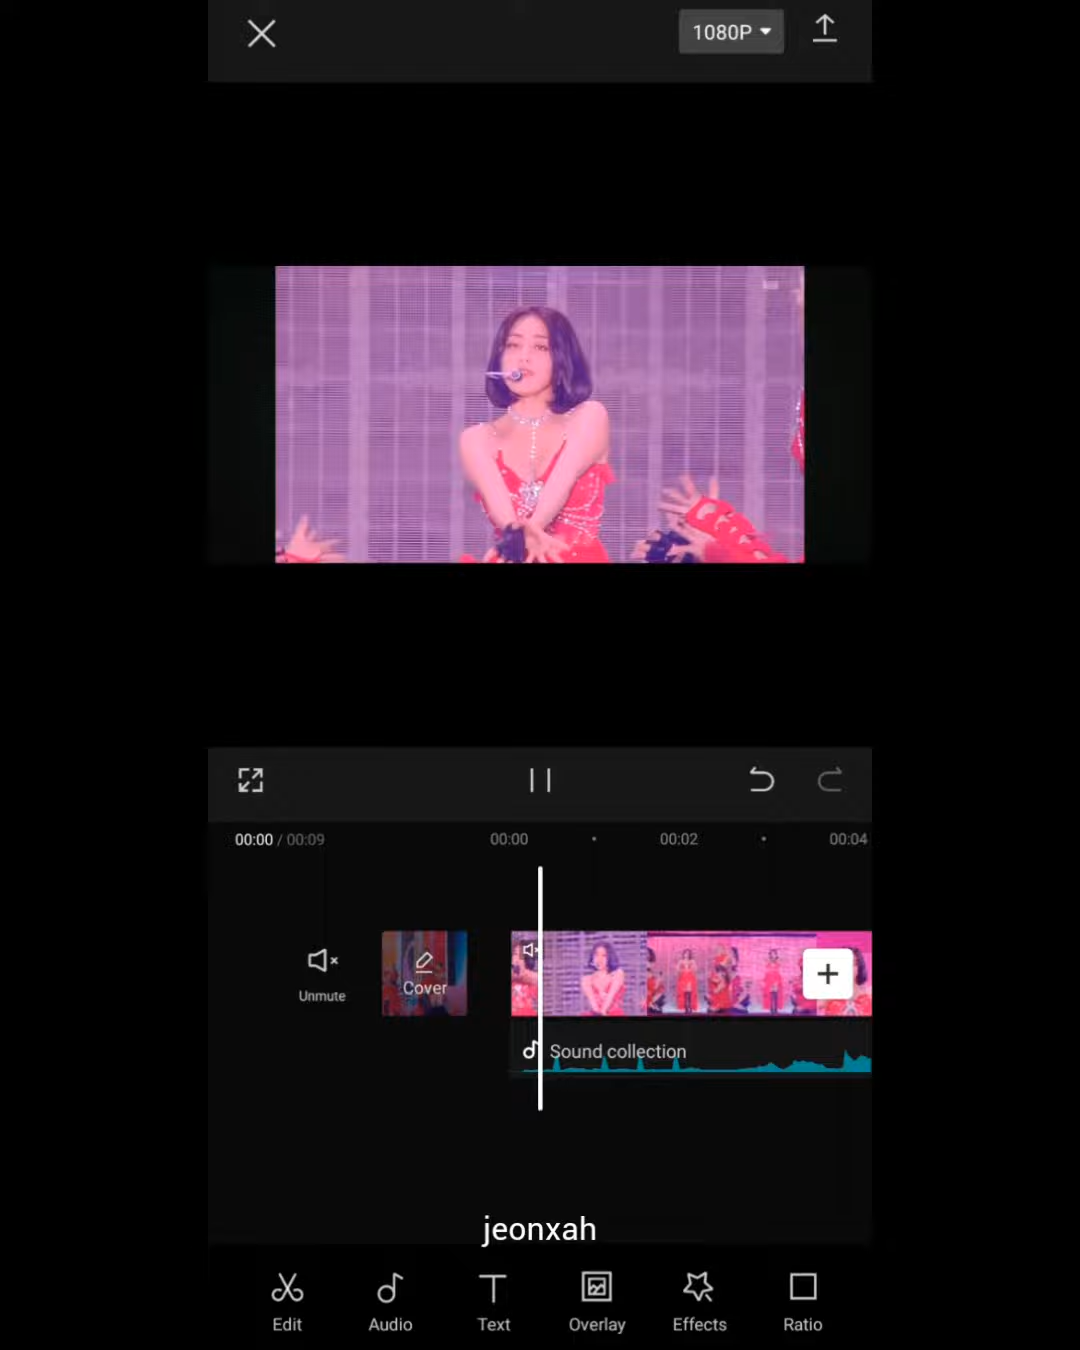 1080P
00:00 / 00:09
00:00
00:02
00:04
Unmute
Cover
Sound collection
jeonxah
Edit
Audio
Text
Overlay
Effects
Ratio